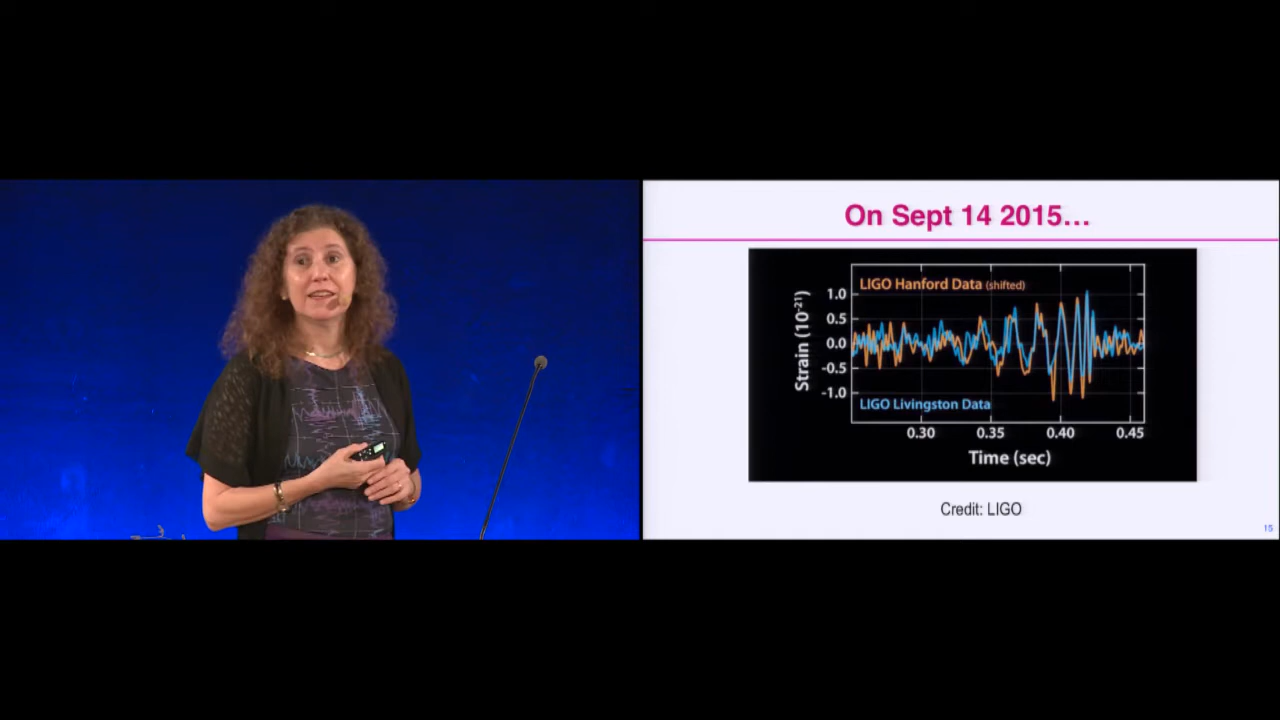 On Sept 14 2015...
LIGO Hanford Data (shifted)
1.0
0.5
0.0
-0.5
-1.0
Strain (10⁻²¹)
LIGO Livingston Data
0.30 0.35 0.40 0.45
Time (sec)
Credit: LIGO
15